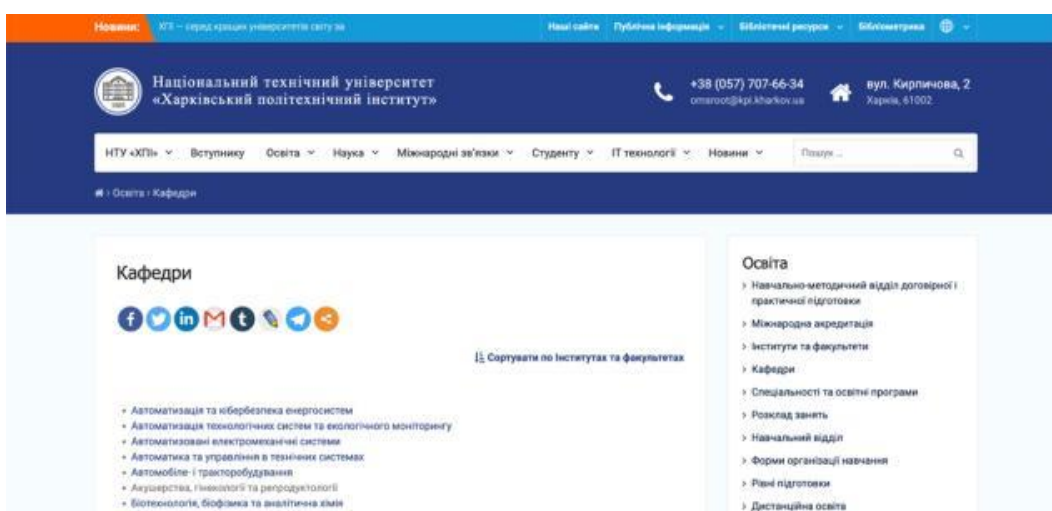 Новини: ХПІ – серед кращих університетів світу за
Наші сайти Публічна інформація Бібліотечні ресурси Бібліометрика
Національний технічний університет
«Харківський політехнічний інститут»
+38 (057) 707-66-34
omsroot@kpi.kharkov.ua
вул. Кирпичова, 2
Харків, 61002
НТУ «ХПІ» Вступнику Освіта Наука Міжнародні зв'язки Студенту ІТ технології Новини Пошук ...
Освіта Кафедри
Кафедри
Сортувати по Інститутах та факультетах
Автоматизація та кібербезпека енергосистем
Автоматизація технологічних систем та екологічного моніторингу
Автоматизовані електромеханічні системи
Автоматика та управління в технічних системах
Автомобіле- і тракторобудування
Акушерства, гінекології та репродуктології
Біотехнологія, біофізика та аналітична хімія
Освіта
Навчально-методичний відділ договірної і
практичної підготовки
Міжнародна акредитація
Інститути та факультети
Кафедри
Спеціальності та освітні програми
Розклад занять
Навчальний відділ
Форми організації навчання
Рівні підготовки
Дистанційна освіта